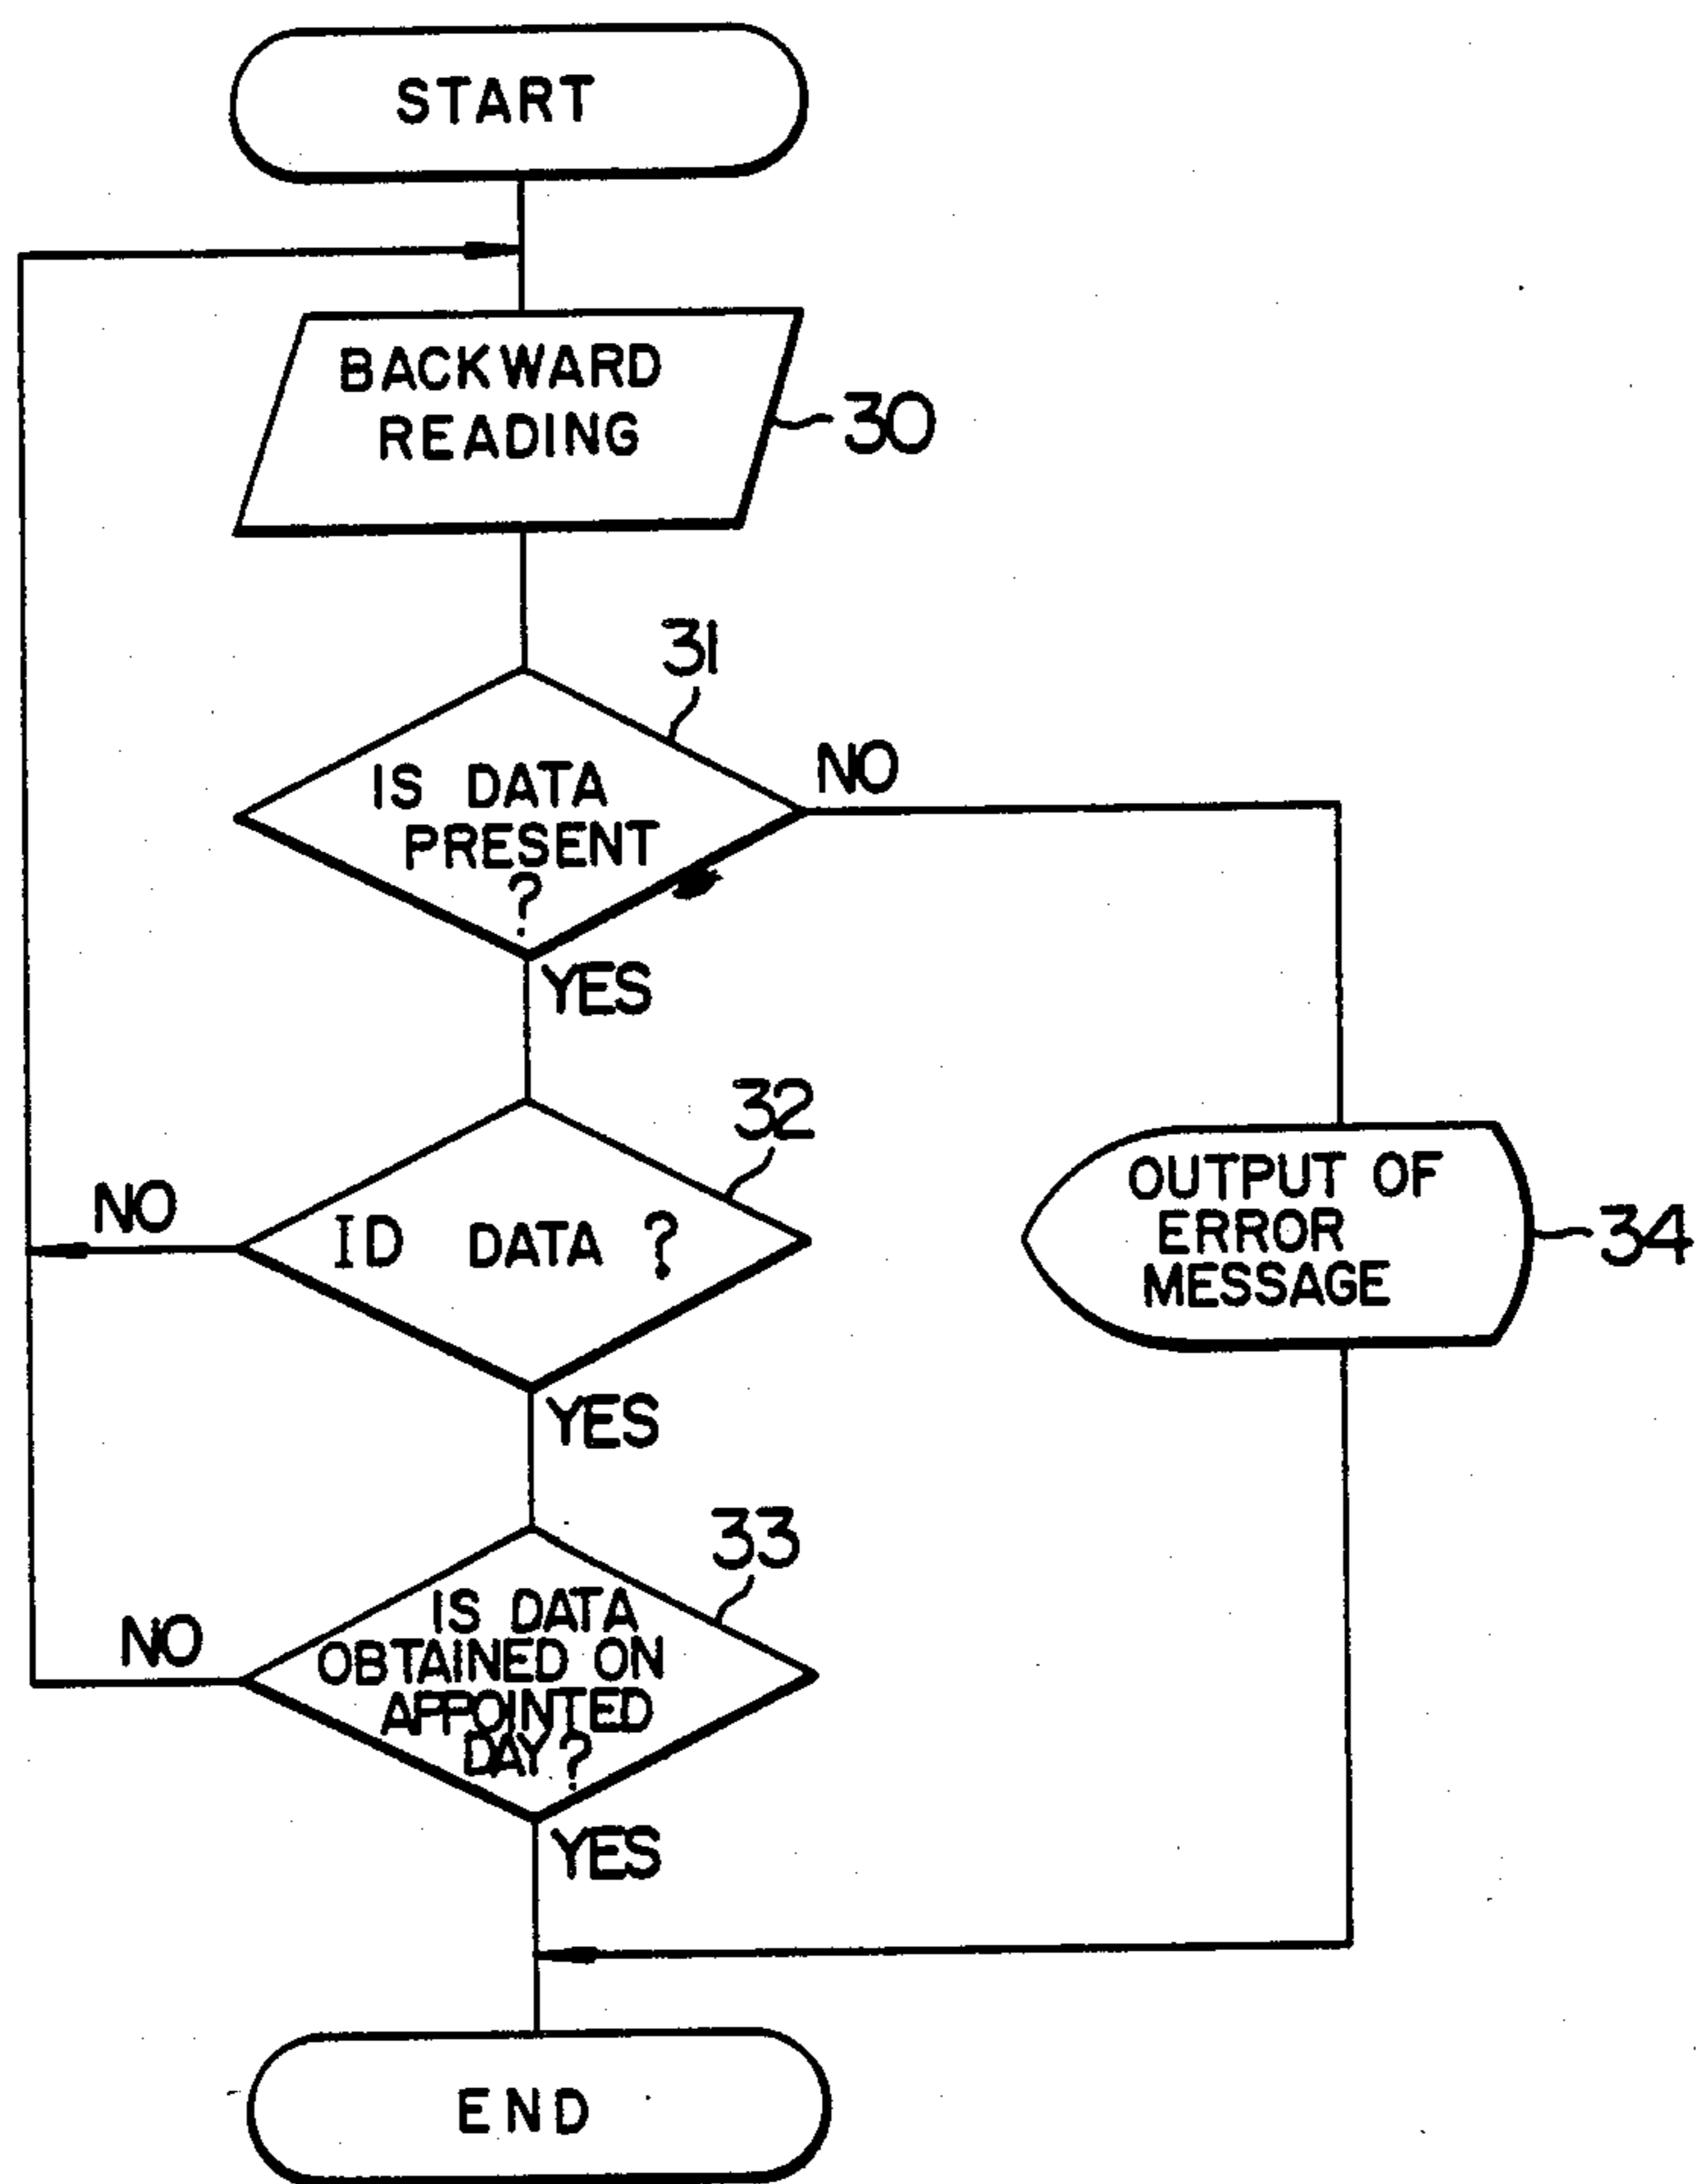 START
BACKWARD
READING
30
31
IS DATA
PRESENT
?
NO
YES
32
NO
ID DATA ?
OUTPUT OF
ERROR
MESSAGE
34
YES
33
NO
IS DATA
OBTAINED ON
APPOINTED
DAY?
YES
END